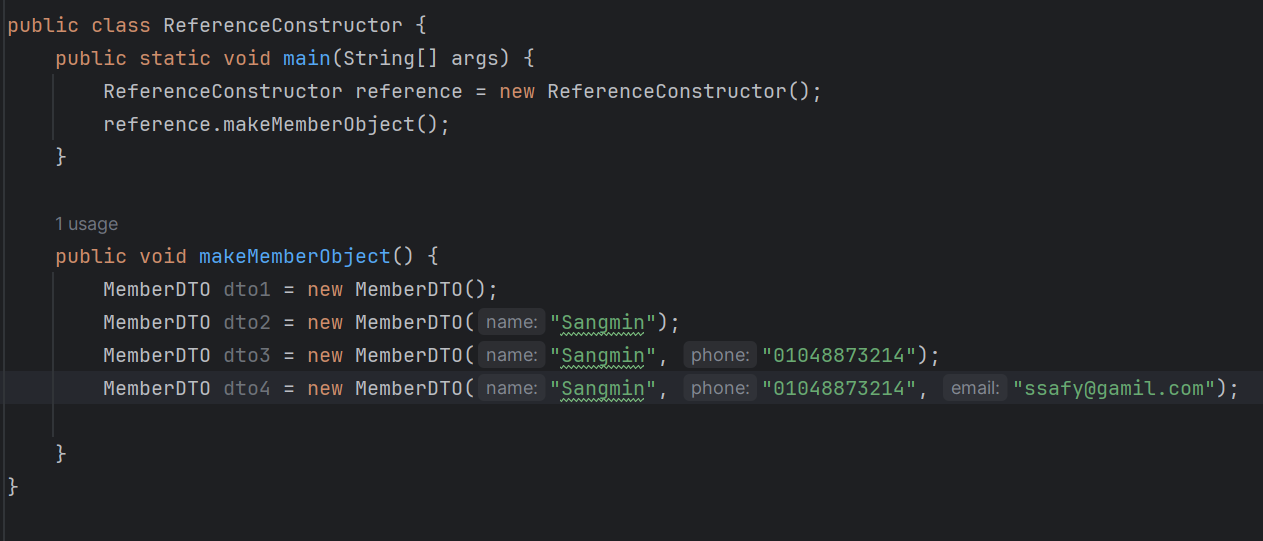 public class ReferenceConstructor {
    public static void main(String[] args) {
        ReferenceConstructor reference = new ReferenceConstructor();
        reference.makeMemberObject();
    }
    1 usage
    public void makeMemberObject() {
        MemberDTO dto1 = new MemberDTO();
        MemberDTO dto2 = new MemberDTO( name: "Sangmin");
        MemberDTO dto3 = new MemberDTO( name: "Sangmin", phone: "01048873214");
        MemberDTO dto4 = new MemberDTO( name: "Sangmin", phone: "01048873214", email: "ssafy@gamil.com");
    }
}